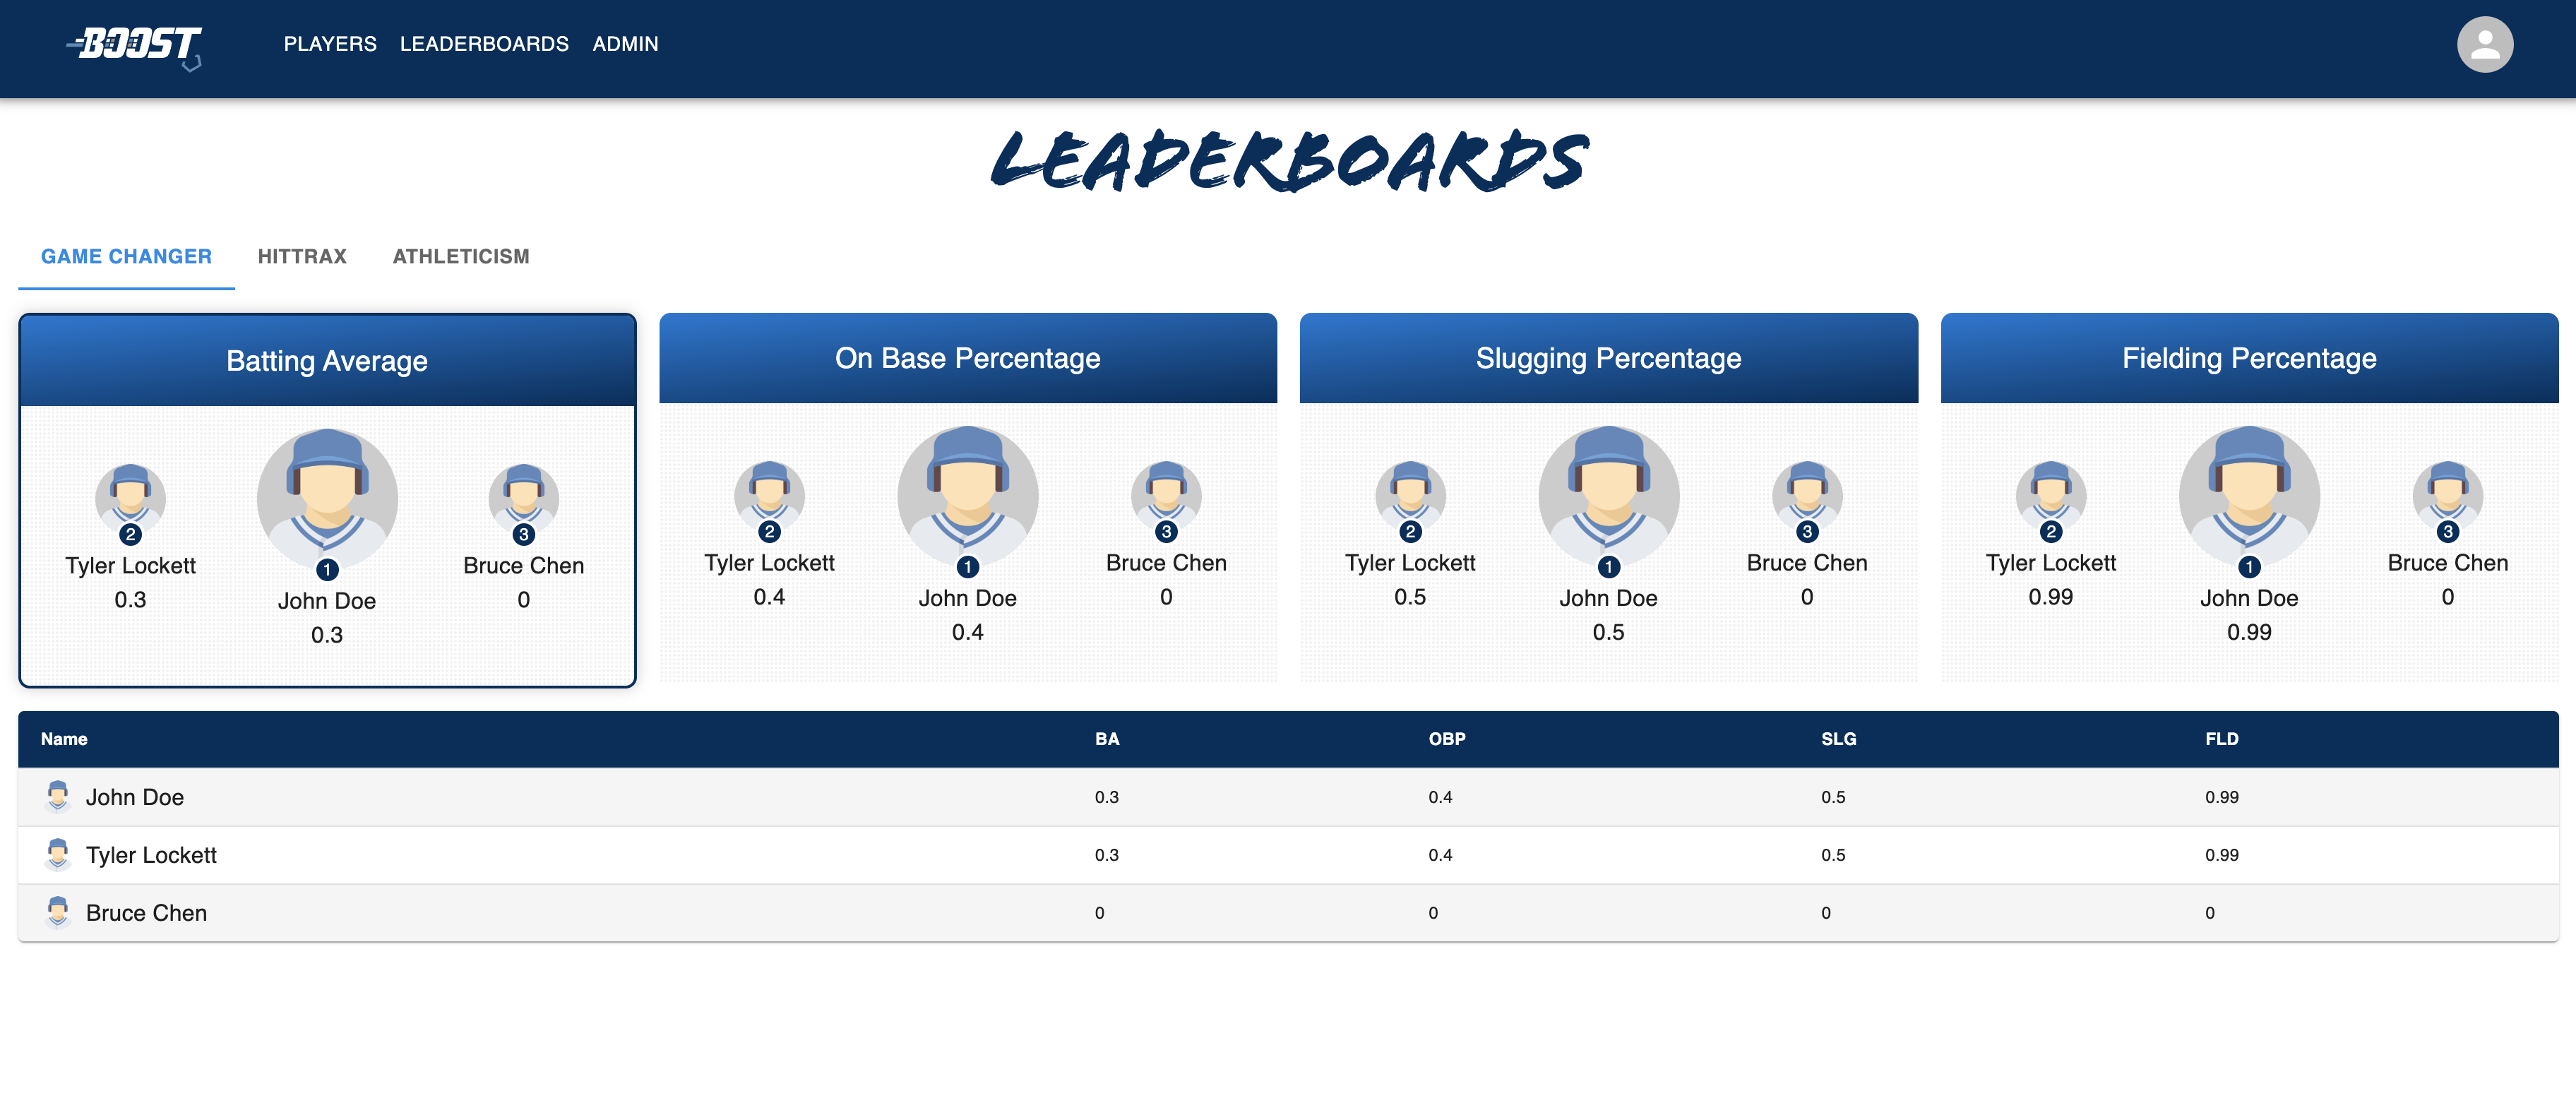 BOOST PLAYERS LEADERBOARDS ADMIN
LEADERBOARDS
GAME CHANGER HITTRAX ATHLETICISM
Batting Average
2
Tyler Lockett
0.3
1
John Doe
0.3
3
Bruce Chen
0
On Base Percentage
2
Tyler Lockett
0.4
1
John Doe
0.4
3
Bruce Chen
0
Slugging Percentage
2
Tyler Lockett
0.5
1
John Doe
0.5
3
Bruce Chen
0
Fielding Percentage
2
Tyler Lockett
0.99
1
John Doe
0.99
3
Bruce Chen
0
Name BA OBP SLG FLD
John Doe 0.3 0.4 0.5 0.99
Tyler Lockett 0.3 0.4 0.5 0.99
Bruce Chen 0 0 0 0